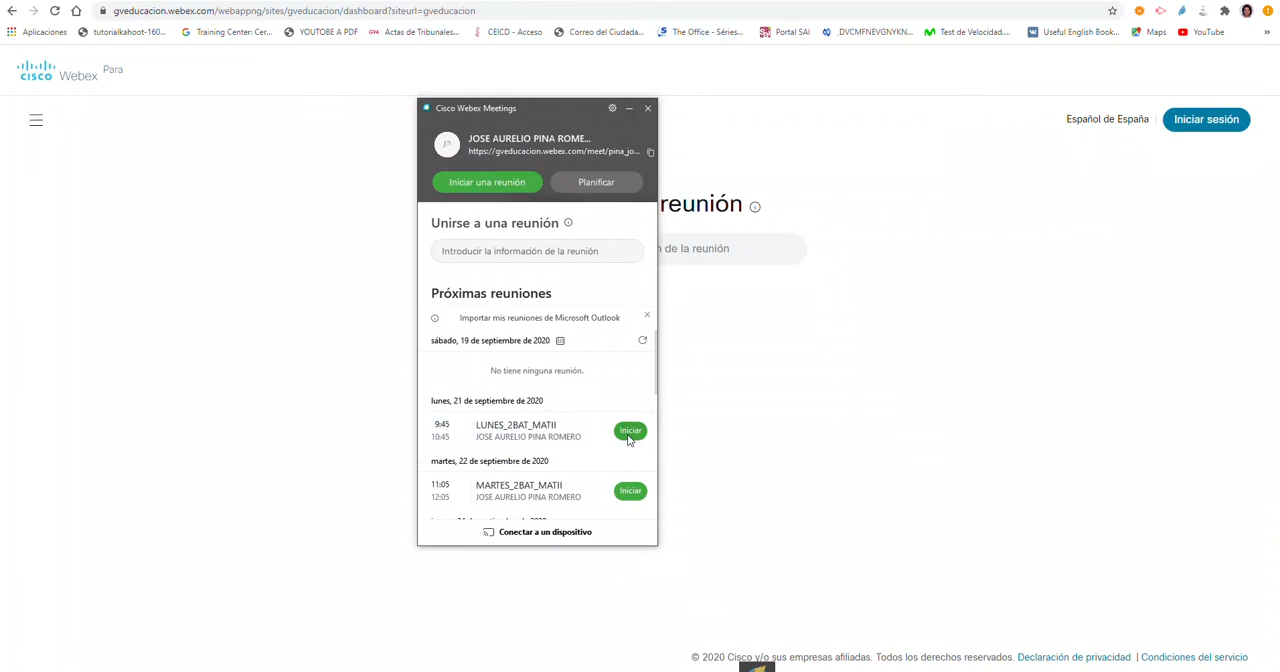 gveducacion.webex.com/webappng/sites/gveducacion/dashboard?siteurl=gveducacion
Aplicaciones tutorialkahoot-160... Training Center: Cer... YOUTOBE A PDF GVA Actas de Tribunales... CEICD - Acceso Correo del Ciudada... The Office - Séries... Portal SAI ,DVCMFNEVGNYKN... Test de Velocidad.... Useful English Book... Maps YouTube »
CISCO Webex Para
Español de España Iniciar sesión
Cisco Webex Meetings
JP JOSE AURELIO PINA ROME...
https://gveducacion.webex.com/meet/pina_jo...
Iniciar una reunión Planificar
reunión
Unirse a una reunión
Introducir la información de la reunión
n de la reunión
Próximas reuniones
Importar mis reuniones de Microsoft Outlook
sábado, 19 de septiembre de 2020
No tiene ninguna reunión.
lunes, 21 de septiembre de 2020
9:45 LUNES_2BAT_MATII Iniciar
10:45 JOSE AURELIO PINA ROMERO
martes, 22 de septiembre de 2020
11:05 MARTES_2BAT_MATII Iniciar
12:05 JOSE AURELIO PINA ROMERO
Conectar a un dispositivo
© 2020 Cisco y/o sus empresas afiliadas. Todos los derechos reservados. Declaración de privacidad | Condiciones del servicio